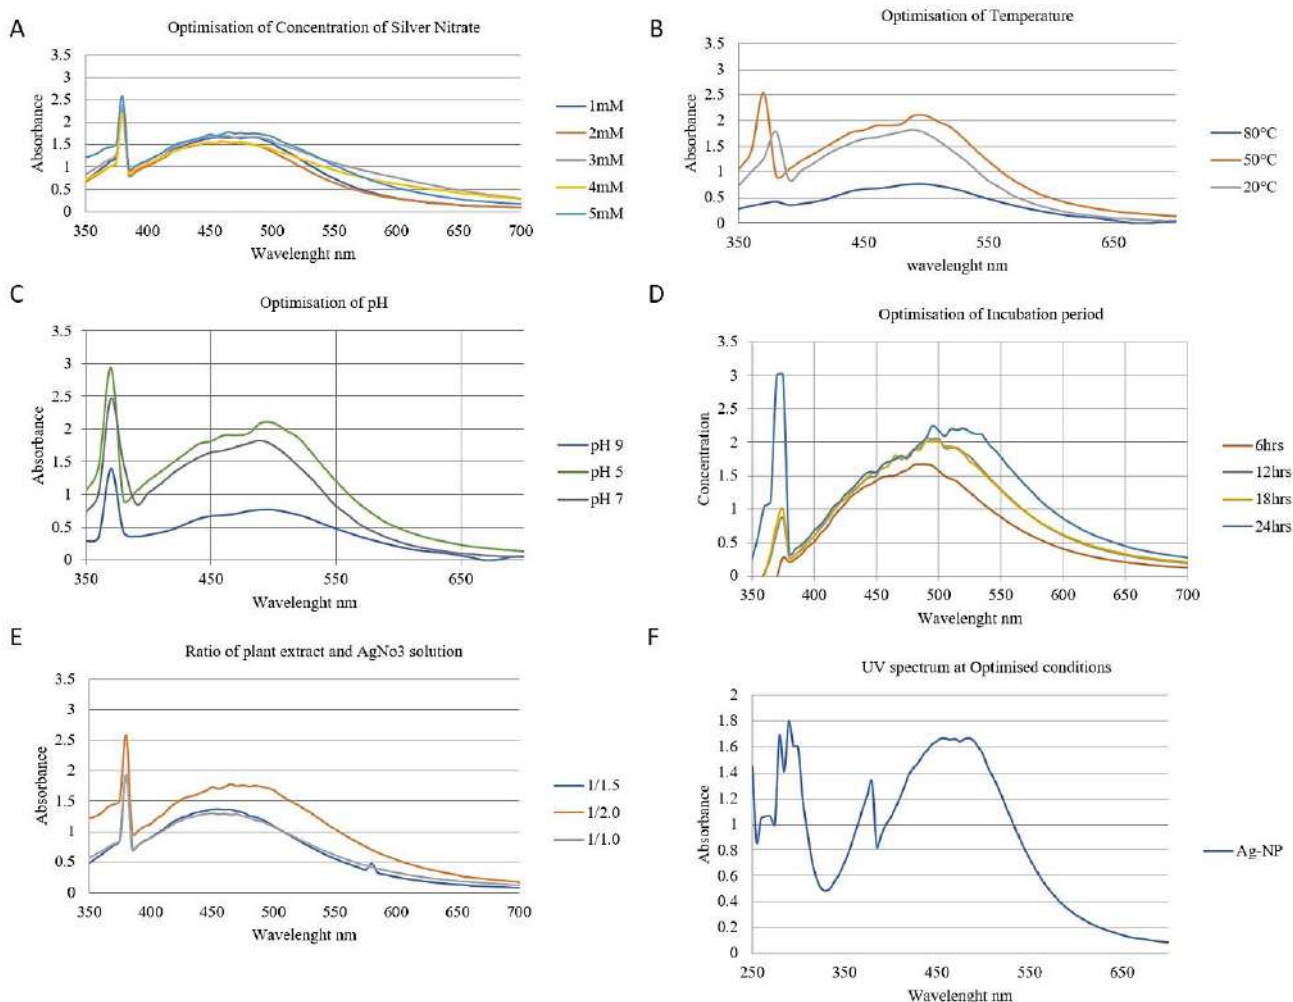 A
Optimisation of Concentration of Silver Nitrate
3.5
3
2.5
2
1.5
1
0.5
0
Absorbance
350 400 450 500 550 600 650 700
Wavelenght nm
1mM
2mM
3mM
4mM
5mM
B
Optimisation of Temperature
3.5
3
2.5
2
1.5
1
0.5
0
Absorbance
350 450 550 650
wavelenght nm
80°C
50°C
20°C
C
Optimisation of pH
3.5
3
2.5
2
1.5
1
0.5
0
Absorbance
350 450 550 650
Wavelenght nm
pH 9
pH 5
pH 7
D
Optimisation of Incubation period
3.5
3
2.5
2
1.5
1
0.5
0
Concentration
350 400 450 500 550 600 650 700
Wavelenght nm
6hrs
12hrs
18hrs
24hrs
E
Ratio of plant extract and AgNo3 solution
3.5
3
2.5
2
1.5
1
0.5
0
Absorbance
350 400 450 500 550 600 650 700
Wavelenght nm
1/1.5
1/2.0
1/1.0
F
UV spectrum at Optimised conditions
2
1.8
1.6
1.4
1.2
1
0.8
0.6
0.4
0.2
0
Absorbance
250 350 450 550 650
Wavelenght nm
Ag-NP